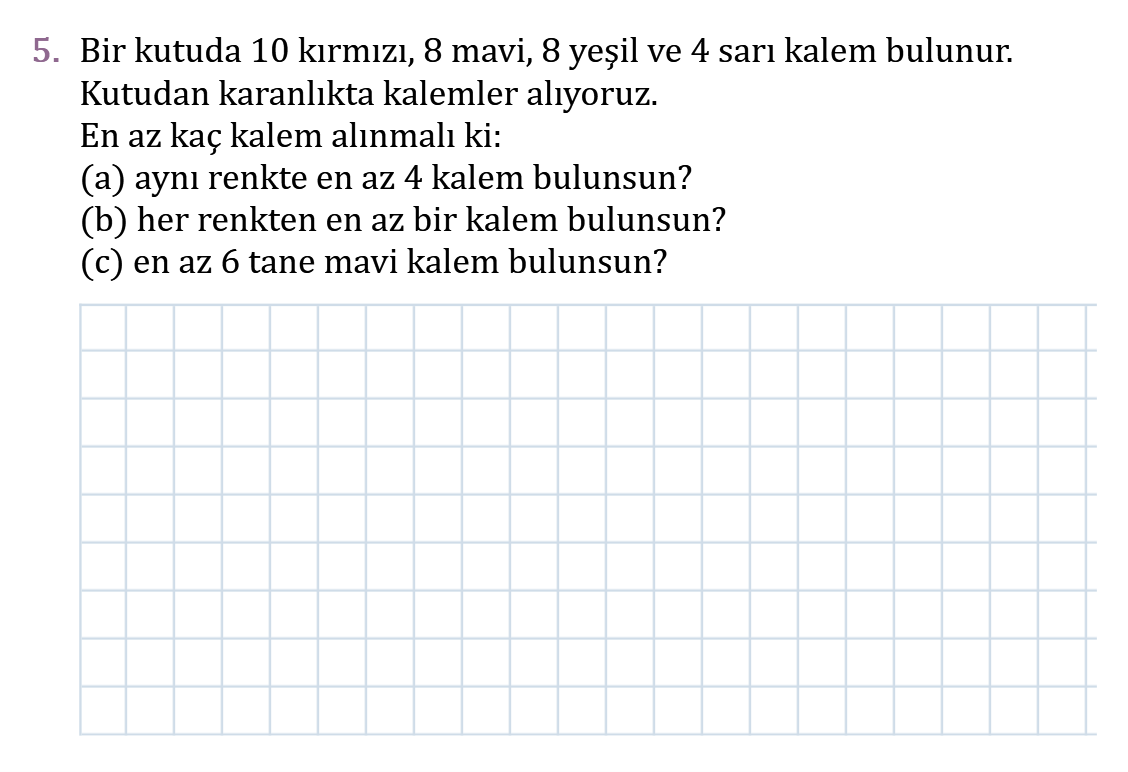 5. Bir kutuda 10 kırmızı, 8 mavi, 8 yeşil ve 4 sarı kalem bulunur.
Kutudan karanlıkta kalemler alıyoruz.
En az kaç kalem alınmalı ki:
(a) aynı renkte en az 4 kalem bulunsun?
(b) her renkten en az bir kalem bulunsun?
(c) en az 6 tane mavi kalem bulunsun?